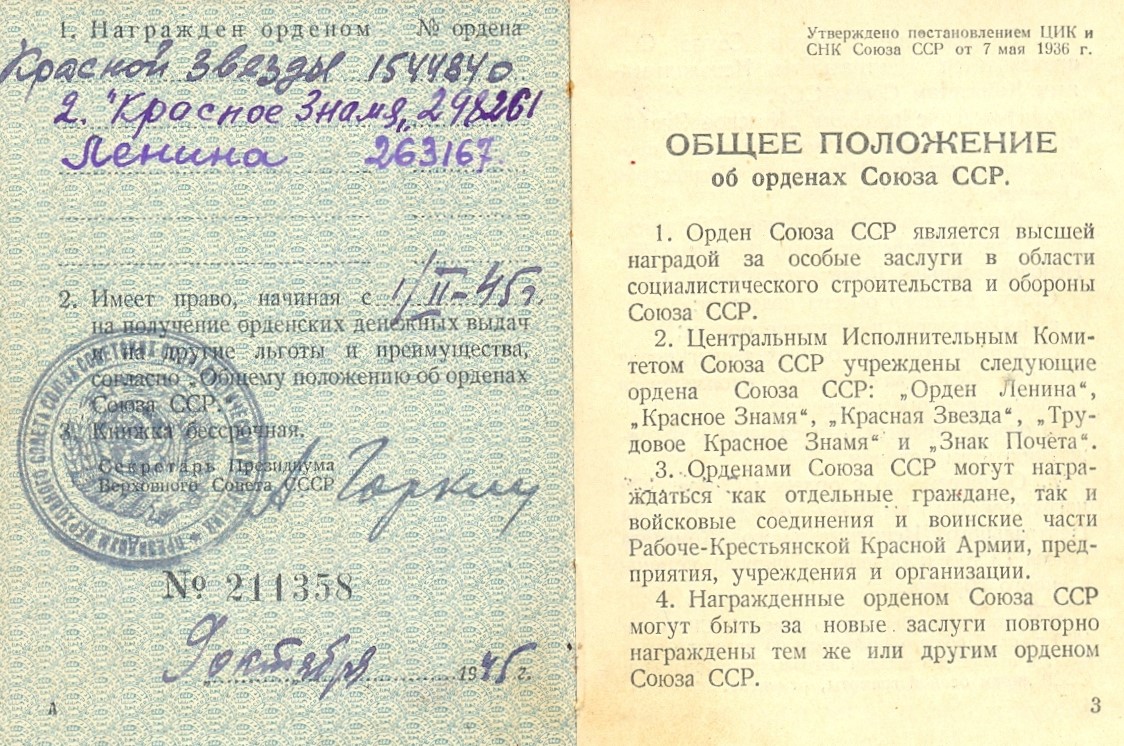 1. Награжден орденом № ордена
Красной Звезды 1544840
2. "Красное Знамя„ 298261
Ленина 263167
2. Имеет право, начиная с 1/II-45г.
на получение орденских денежных выдач
и на другие льготы и преимущества,
согласно „Общему положению об орденах
Союза ССР.
3. Книжка бессрочная.
Секретарь Президиума
Верховного Совета СССР
А Горкин
№ 211358
9 октября 1945 г.
А
Утверждено постановлением ЦИК и
СНК Союза ССР от 7 мая 1936 г.
ОБЩЕЕ ПОЛОЖЕНИЕ
об орденах Союза ССР.
1. Орден Союза ССР является высшей
наградой за особые заслуги в области
социалистического строительства и обороны
Союза ССР.
2. Центральным Исполнительным Коми-
тетом Союза ССР учреждены следующие
ордена Союза ССР: „Орден Ленина“,
„Красное Знамя“, „Красная Звезда“, „Тру-
довое Красное Знамя“ и „Знак Почёта“.
3. Орденами Союза ССР могут награ-
ждаться как отдельные граждане, так и
войсковые соединения и воинские части
Рабоче-Крестьянской Красной Армии, пред-
приятия, учреждения и организации.
4. Награжденные орденом Союза ССР
могут быть за новые заслуги повторно
награждены тем же или другим орденом
Союза ССР.
3